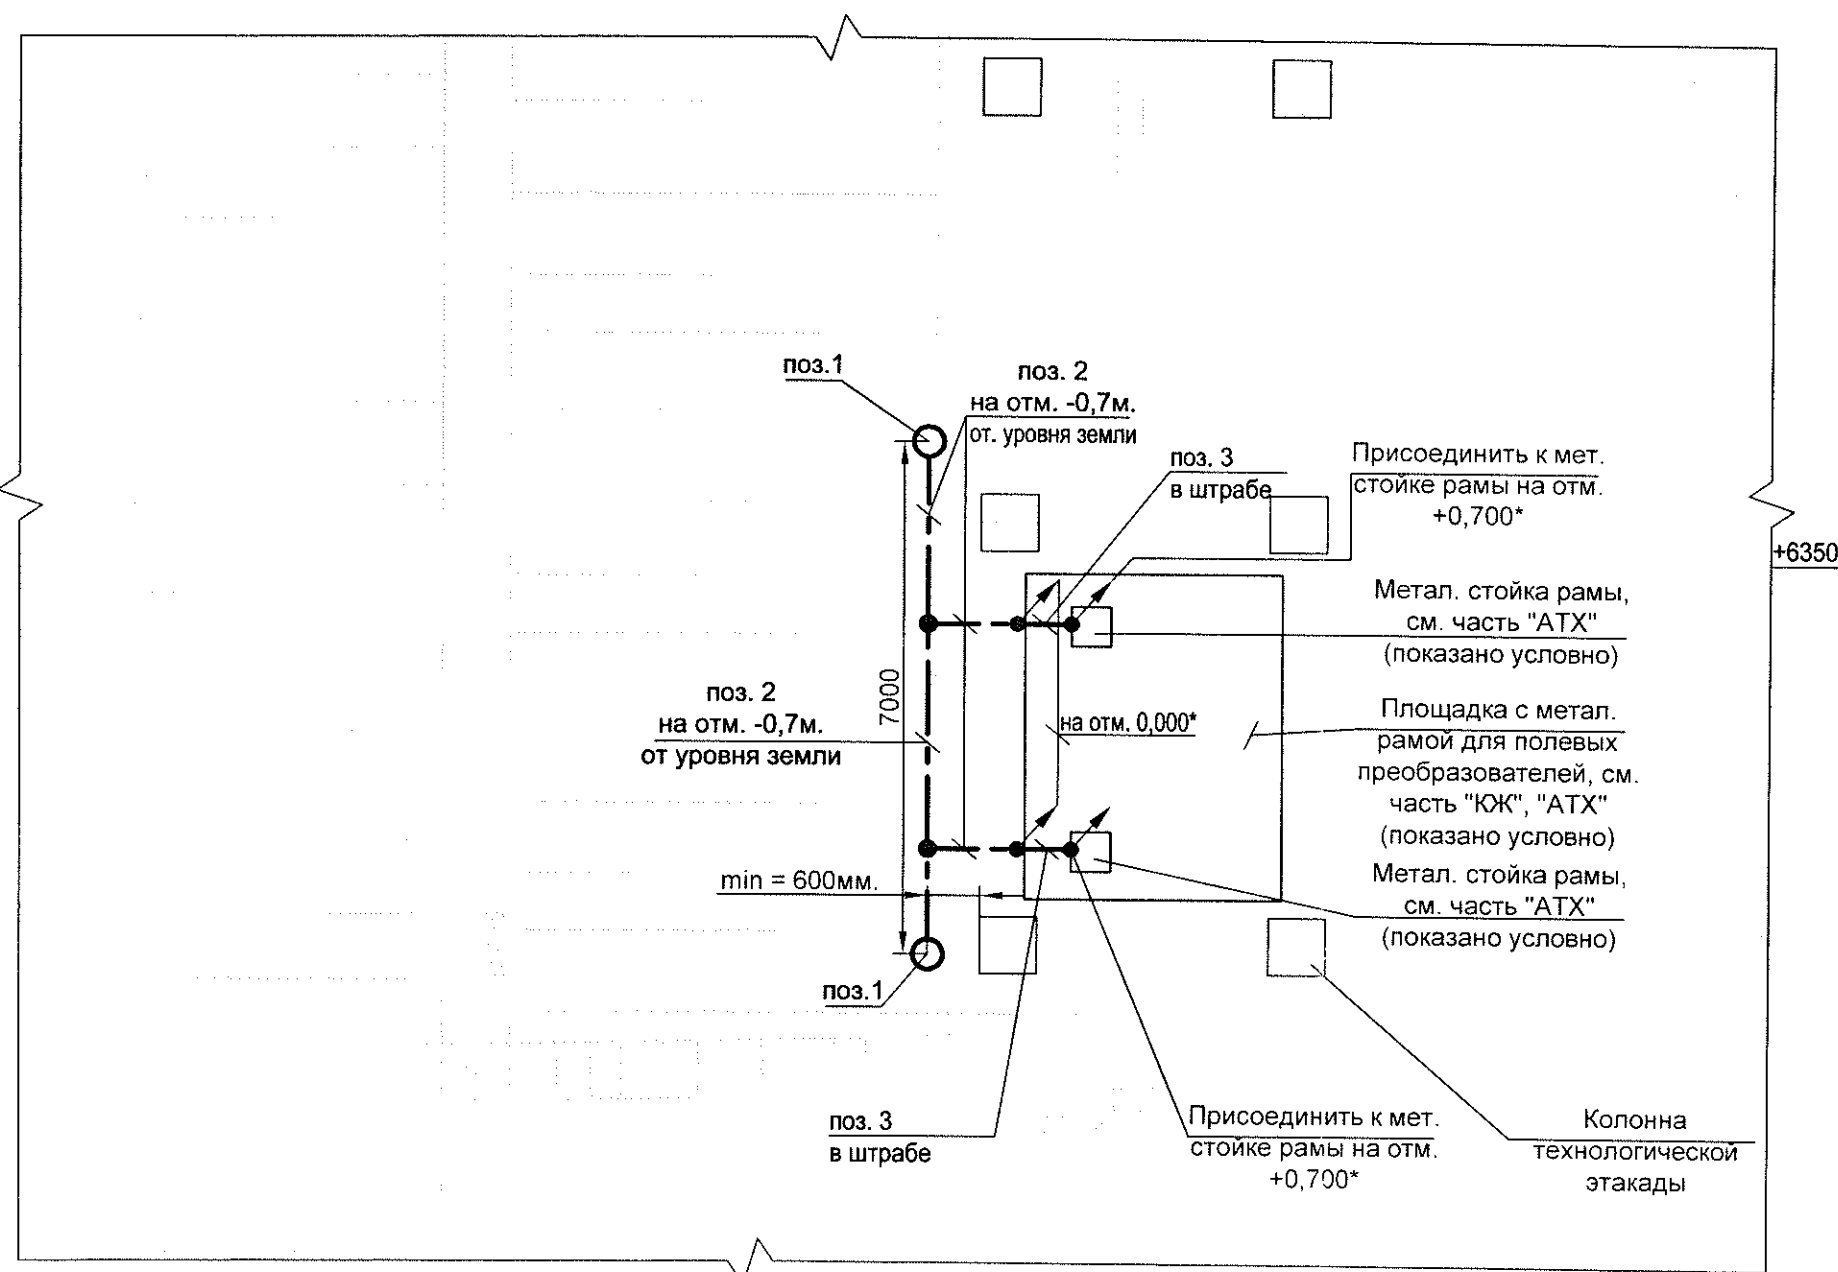 поз.1
поз. 2
на отм. -0,7м.
от. уровня земли
поз. 3
в штрабе
Присоединить к мет.
стойке рамы на отм.
+0,700*
+6350
Метал. стойка рамы,
см. часть "АТХ"
(показано условно)
7000
поз. 2
на отм. -0,7м.
от уровня земли
на отм. 0,000*
Площадка с метал.
рамой для полевых
преобразователей, см.
часть "КЖ", "АТХ"
(показано условно)
min = 600мм.
Метал. стойка рамы,
см. часть "АТХ"
(показано условно)
поз.1
поз. 3
в штрабе
Присоединить к мет.
стойке рамы на отм.
+0,700*
Колонна
технологической
этакады